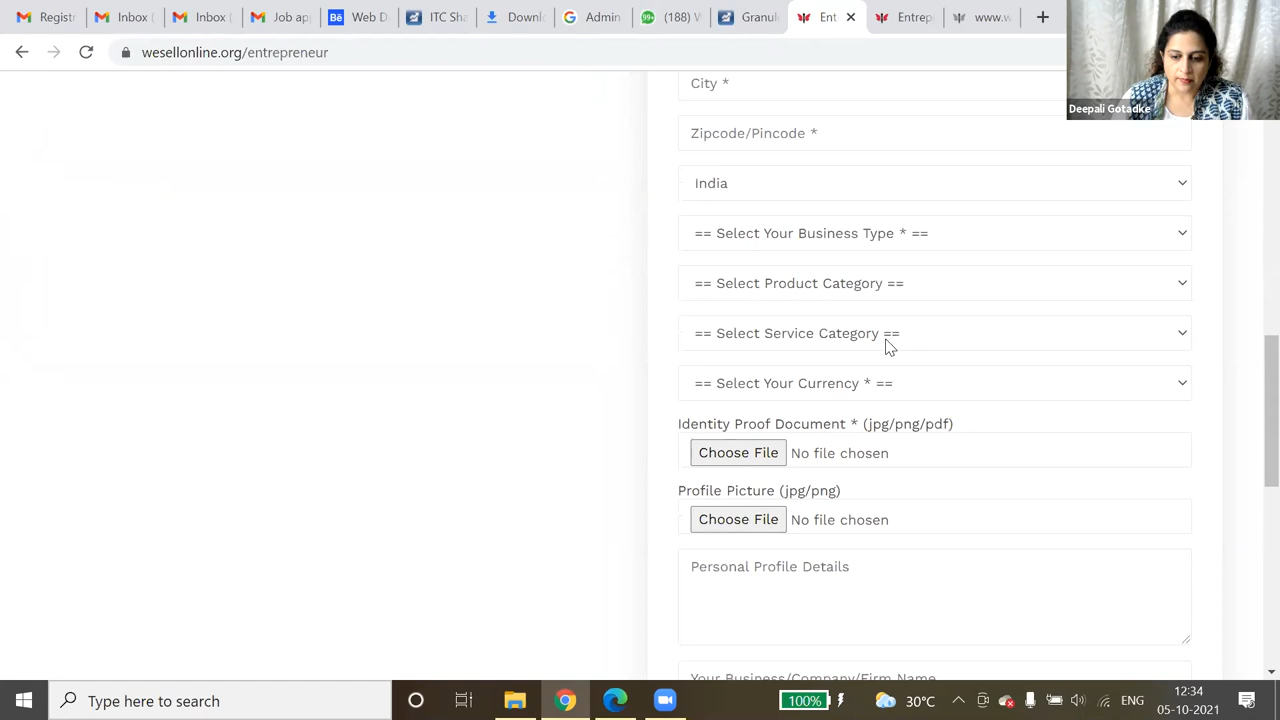 Registr
Inbox (
Inbox (
Job app
Bē Web D
ITC Sha
Downl
Admin
99+ (188) W
Granul
Ent
Entrep
www.w
wesellonline.org/entrepreneur
Deepali Gotadke
City *
Zipcode/Pincode *
India
== Select Your Business Type * ==
== Select Product Category ==
== Select Service Category ==
== Select Your Currency * ==
Identity Proof Document * (jpg/png/pdf)
Choose File No file chosen
Profile Picture (jpg/png)
Choose File No file chosen
Personal Profile Details
Your Business/Company/Firm Name
Type here to search
100%
30°C
ENG
12:34
05-10-2021